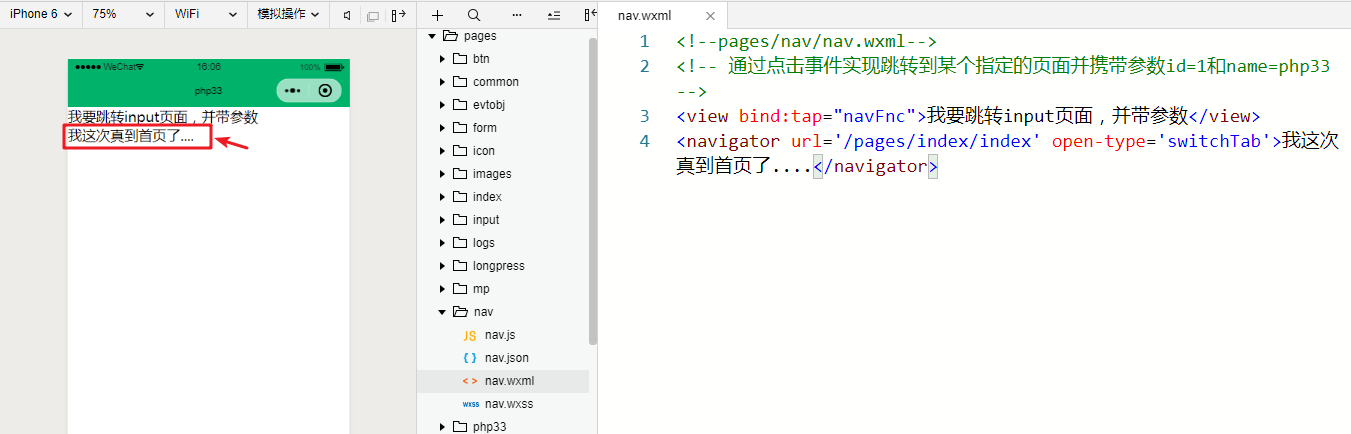 iPhone 6 75% WiFi 模拟操作
●●●●● WeChat 16:06 100%
php33
我要跳转input页面，并带参数
我这次真到首页了....
pages
btn
common
evtobj
form
icon
images
index
input
logs
longpress
mp
nav
JS nav.js
{ } nav.json
< > nav.wxml
wxss nav.wxss
php33
nav.wxml
1 <!--pages/nav/nav.wxml-->
2 <!-- 通过点击事件实现跳转到某个指定的页面并携带参数id=1和name=php33
-->
3 <view bind:tap="navFnc">我要跳转input页面，并带参数</view>
4 <navigator url='/pages/index/index' open-type='switchTab'>我这次
真到首页了....</navigator>